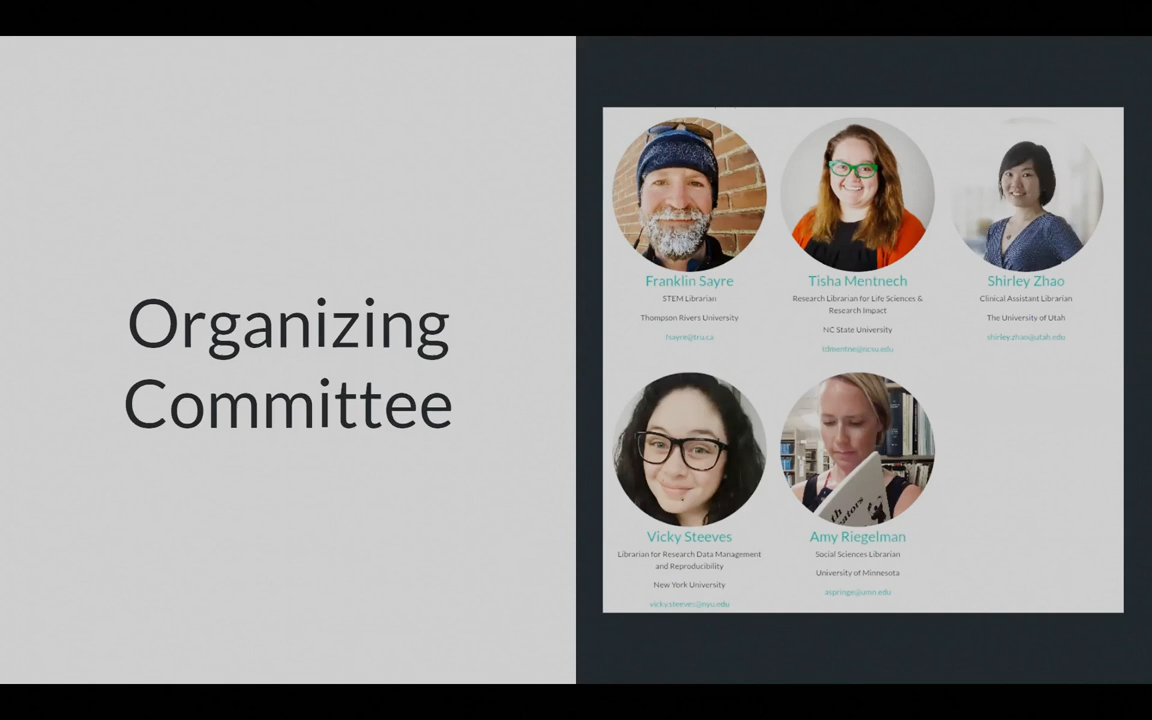 Organizing
Committee
Franklin Sayre
STEM Librarian
Thompson Rivers University
fsayre@tru.ca
Tisha Mentnech
Research Librarian for Life Sciences &
Research Impact
NC State University
tdmentne@ncsu.edu
Shirley Zhao
Clinical Assistant Librarian
The University of Utah
shirley.zhao@utah.edu
Vicky Steeves
Librarian for Research Data Management
and Reproducibility
New York University
vicky.steeves@nyu.edu
Amy Riegelman
Social Sciences Librarian
University of Minnesota
aspringe@umn.edu